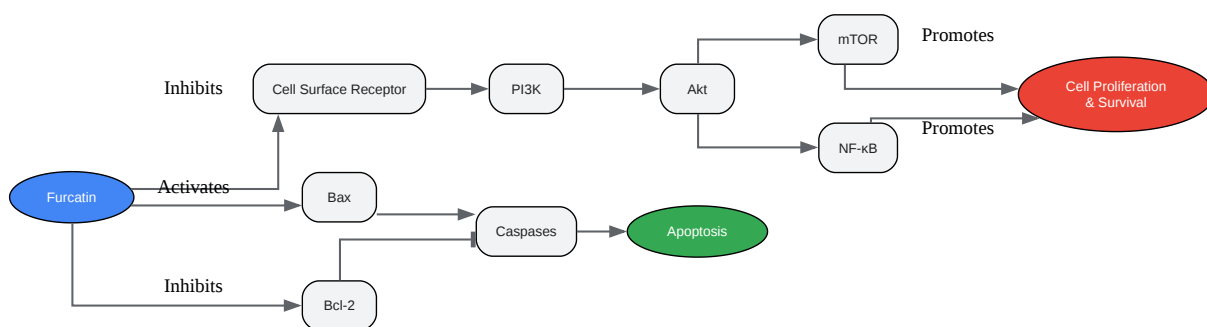 mTOR
Promotes
Inhibits
Cell Surface Receptor
PI3K
Akt
Cell Proliferation
& Survival
Promotes
NF-κB
Furcatin
Activates
Bax
Caspases
Apoptosis
Inhibits
Bcl-2